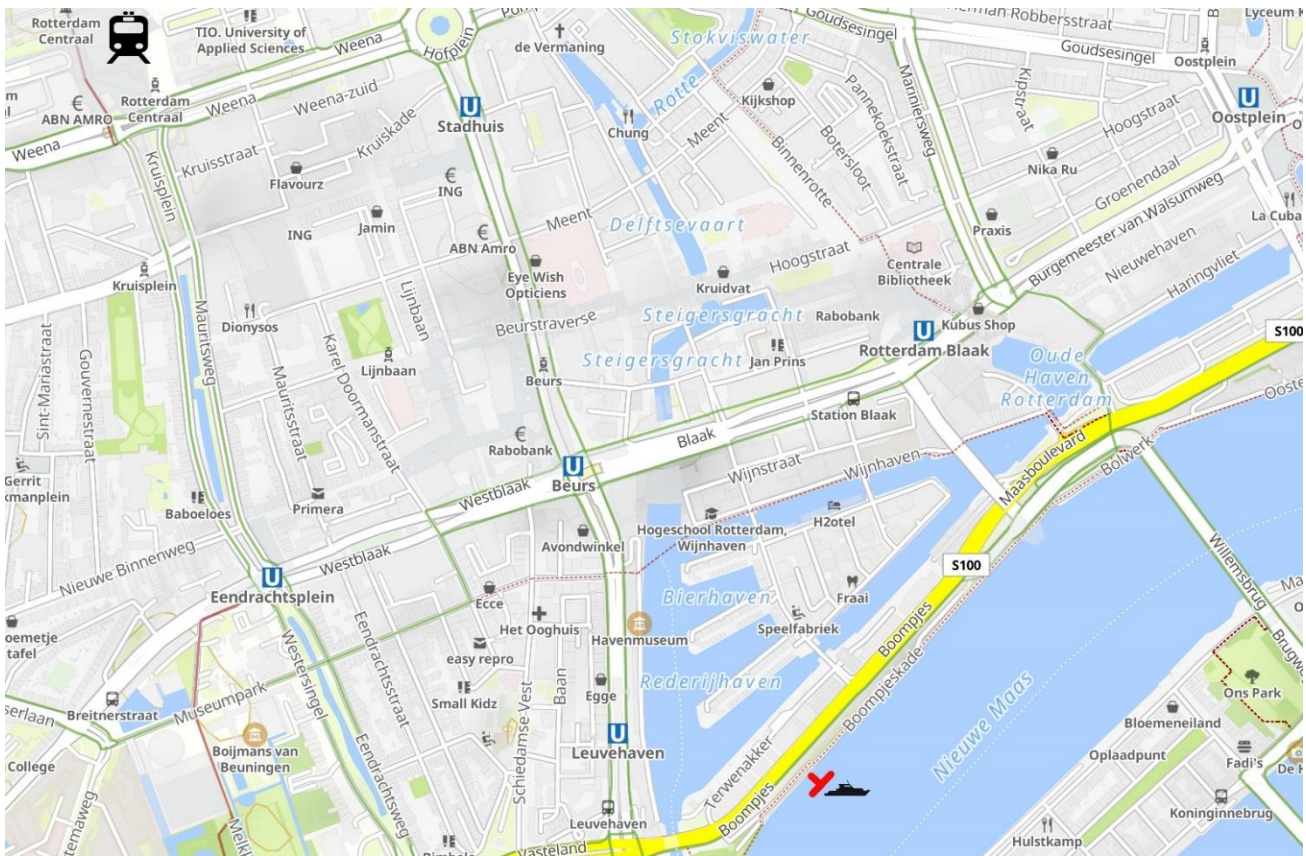 Rotterdam
Centraal
TIO. University of
Applied Sciences
Weena
Hofplein
de Vermaning
Stokviswater
Goudsesingel
Herman Robbersstraat
Goudsesingel
Lyceum
Oostplein
U
Oostplein
ABN AMRO
Rotterdam
Centraal
Weena
Weena-zuid
Weena
U
Stadhuis
Chung
Rotte
Kijkshop
Meent
Pannekoekstraat
Mariniersweg
Kipstraat
Hoogstraat
Kruisplein
Kruisstraat
Kruiskade
Flavourz
ING
Binnenrotte
Botersloot
Nika Ru
Groenendaal
Jamin
ING
Meent
ABN Amro
Delftsevaart
Praxis
Burgemeester van Walsumweg
La Cuba
Kruisplein
Eye Wish
Opticiens
Hoogstraat
Centrale
Bibliotheek
Nieuwehaven
Kruidvat
Haringvliet
Mauritsweg
Dionysos
Lijnbaan
Beurstraverse
Steigersgracht
Rabobank
Kubus Shop
U
Rotterdam Blaak
S100
Sint-Mariastraat
Gouvernestraat
Karel Doormanstraat
Lijnbaan
Beurs
Steigersgracht
Jan Prins
Oude
Haven
Rotterdam
Mauritsstraat
Station Blaak
Rabobank
Blaak
U
Beurs
Wijnstraat
Wijnhaven
Maasboulevard
Bolwerk
Gerrit
Baboeloes
Primera
Westblaak
Hogeschool Rotterdam,
Wijnhaven
H2otel
Avondwinkel
Nieuwe Binnenweg
Westblaak
S100
Willemsbrug
U
Eendrachtsplein
Ecce
Bierhaven
Fraai
Het Ooghuis
Havenmuseum
Speelfabriek
Boompjes
easy repro
Boompjeskade
Westersingel
Eendrachtsstraat
Baan
Egge
Rederijhaven
Ons Park
Small Kidz
Museumpark
Breitnerstraat
Nieuwe Maas
Bloemeneiland
U
Leuvehaven
Boijmans van
Beuningen
Schiedamse-Vest
Oplaadpunt
Fadi's
College
Eendrachtsweg
Terwenakker
Boompjes
Koninginnebrug
Leuvehaven
Hulstkamp
Vasteland